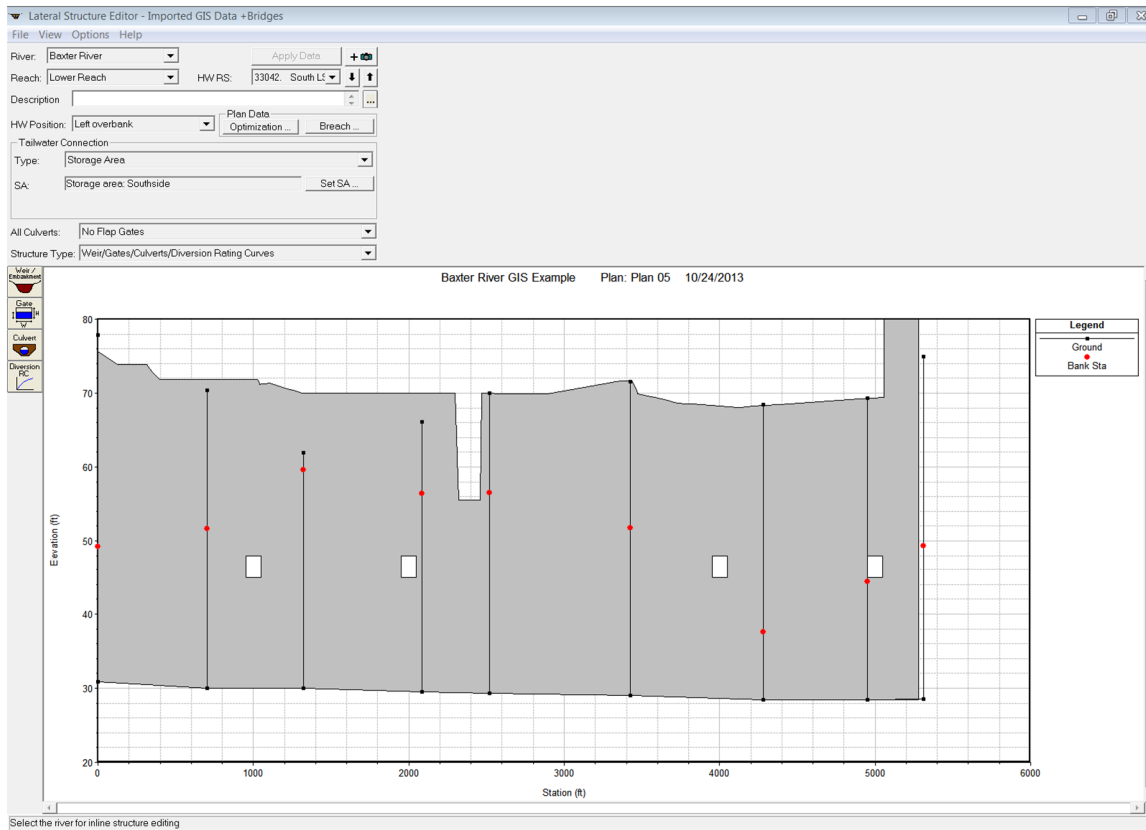 Lateral Structure Editor - Imported GIS Data +Bridges
File View Options Help
River: Baxter River Apply Data +
Reach: Lower Reach HW RS: 33042. South LS
Description ...
HW Position: Left overbank Plan Data Optimization ... Breach ...
Tailwater Connection
Type: Storage Area
SA: Storage area: Southside Set SA ...
All Culverts: No Flap Gates
Structure Type: Weir/Gates/Culverts/Diversion Rating Curves
Weir / Embankment
Gate
H
W
Culvert
Diversion RC
Baxter River GIS Example Plan: Plan 05 10/24/2013
Legend
Ground
Bank Sta
80
70
60
50
40
30
20
Elevation (ft)
0 1000 2000 3000 4000 5000 6000
Station (ft)
Select the river for inline structure editing